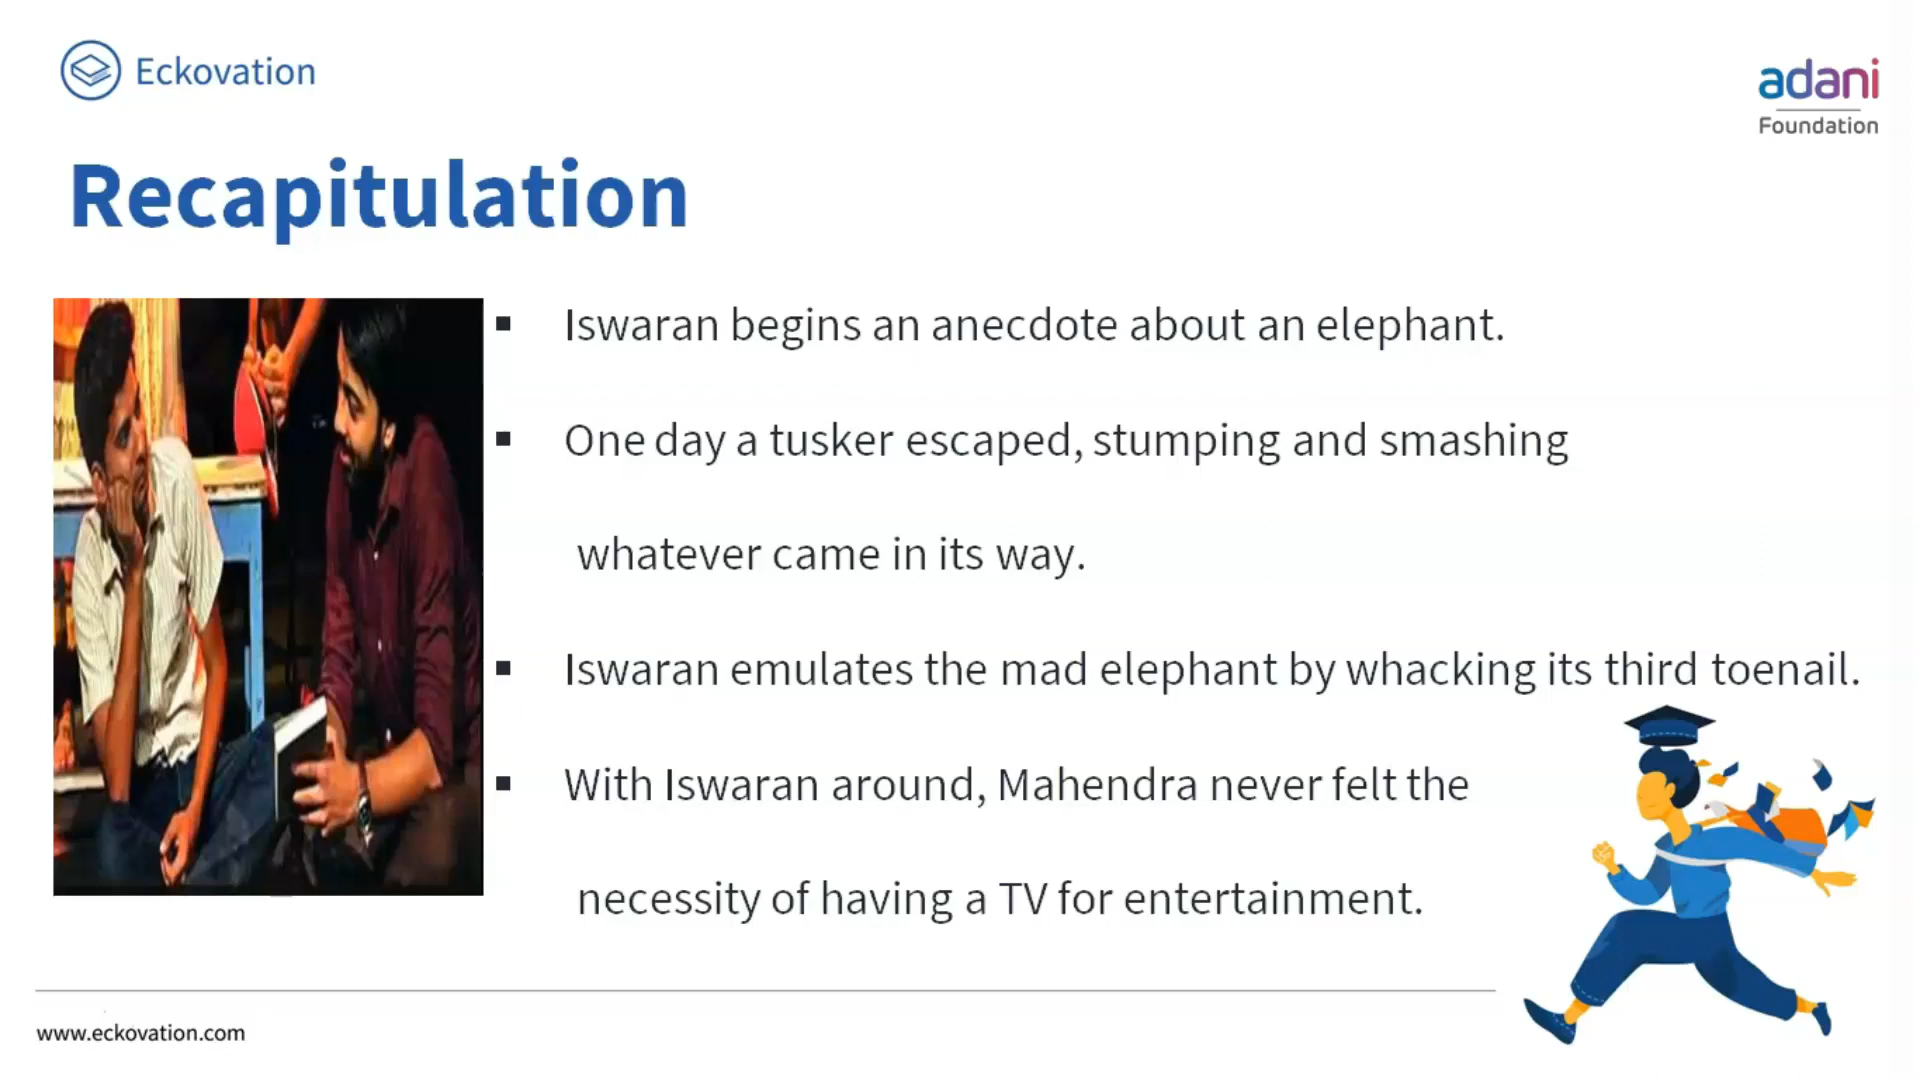 Eckovation
adani
Foundation
Recapitulation
▪ Iswaran begins an anecdote about an elephant.
▪ One day a tusker escaped, stumping and smashing
whatever came in its way.
▪ Iswaran emulates the mad elephant by whacking its third toenail.
▪ With Iswaran around, Mahendra never felt the
necessity of having a TV for entertainment.
www.eckovation.com